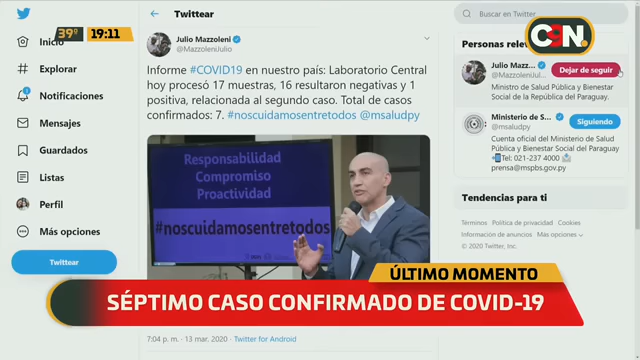 39º 19:11
C9N.
Twittear
Buscar en Twitter
Inicio
Explorar
Notificaciones
Mensajes
Guardados
Listas
Perfil
Más opciones
Twittear
Julio Mazzoleni
@MazzoleniJulio
Informe #COVID19 en nuestro país: Laboratorio Central
hoy procesó 17 muestras, 16 resultaron negativas y 1
positiva, relacionada al segundo caso. Total de casos
confirmados: 7. #noscuidamosentretodos @msaludpy
Responsabilidad
Compromiso
Proactividad
#noscuidamosentretodos
7:04 p. m. · 13 mar. 2020 · Twitter for Android
Personas relev
Julio Mazz...
@MazzoleniJul...
Dejar de seguir
Ministro de Salud Pública y Bienestar
Social de la República del Paraguay.
Ministerio de S...
@msaludpy
Siguiendo
Cuenta oficial del Ministerio de Salud
Pública y Bienestar Social del Paraguay
Tel: 021-237 4000
prensa@mspbs.gov.py
Tendencias para ti
Términos Política de privacidad Cookies
Información de anuncios Más opciones
© 2020 Twitter, Inc.
ÚLTIMO MOMENTO
SÉPTIMO CASO CONFIRMADO DE COVID-19